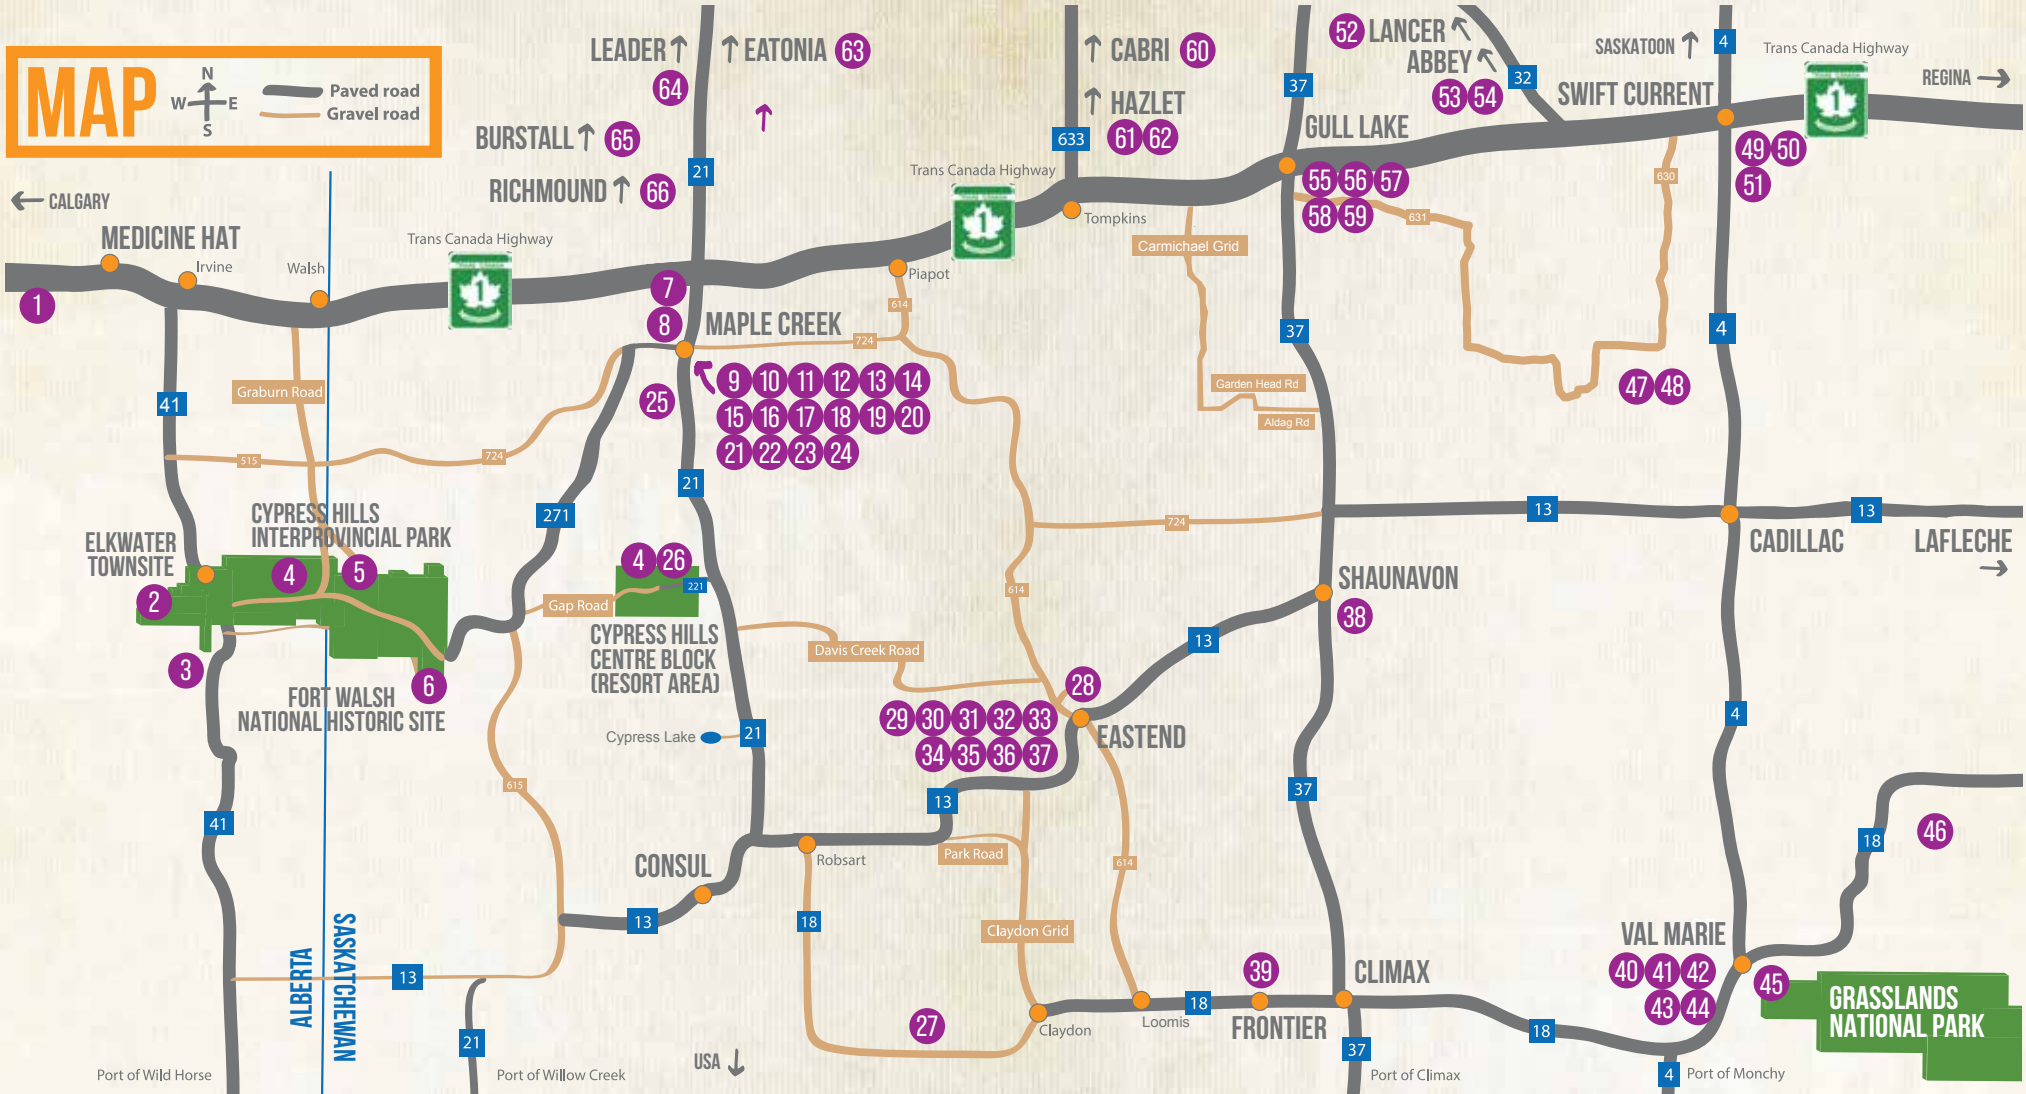 MAP
N
W
E
S
Paved road
Gravel road
LEADER
64
EATONIA 63
BURSTALL 65
RICHMOUND 66
21
CABRI 60
HAZLET
61 62
633
52 LANCER
ABBEY
53 54
32
37
SASKATOON
4
Trans Canada Highway
1
REGINA
SWIFT CURRENT
49 50
51
GULL LAKE
55 56 57
58 59
631
630
CALGARY
MEDICINE HAT
Irvine
Walsh
1
Trans Canada Highway
1
Trans Canada Highway
1
Tompkins
Piapot
614
Carmichael Grid
7
8
MAPLE CREEK
724
37
4
41
Graburn Road
25
9 10 11 12 13 14
15 16 17 18 19 20
21 22 23 24
Garden Head Rd
Aldag Rd
47 48
515
724
21
271
13
13
CADILLAC
LAFLECHE
724
CYPRESS HILLS
INTERPROVINCIAL PARK
ELKWATER
TOWNSITE
4
5
2
3
6
FORT WALSH
NATIONAL HISTORIC SITE
4 26
221
Gap Road
CYPRESS HILLS
CENTRE BLOCK
(RESORT AREA)
614
SHAUNAVON
38
13
Davis Creek Road
28
29 30 31 32 33
34 35 36 37
EASTEND
Cypress Lake
21
4
615
13
37
41
CONSUL
Robsart
Park Road
614
18
46
13
18
Claydon Grid
VAL MARIE
40 41 42
43 44
45
GRASSLANDS
NATIONAL PARK
ALBERTA
SASKATCHEWAN
13
39
CLIMAX
18
FRONTIER
Loomis
Claydon
27
18
21
37
4
USA
Port of Wild Horse
Port of Willow Creek
Port of Climax
Port of Monchy